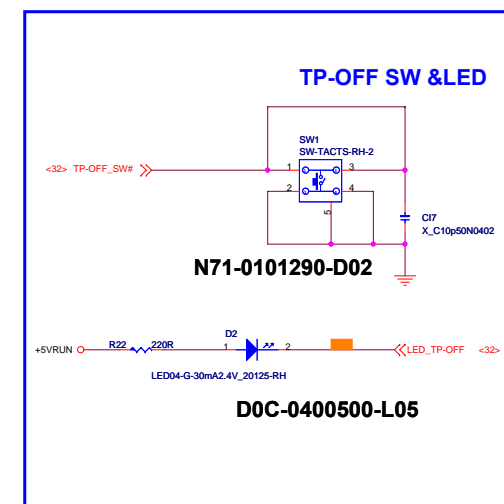 TP-OFF SW &LED
SW1
SW-TACTS-RH-2
<32> TP-OFF_SW#
1 3
2 4
5
CI7
X_C10p50N0402
N71-0101290-D02
D2
+5VRUN R22 220R 1 2 LED_TP-OFF <32>
LED04-G-30mA2.4V_20125-RH
D0C-0400500-L05